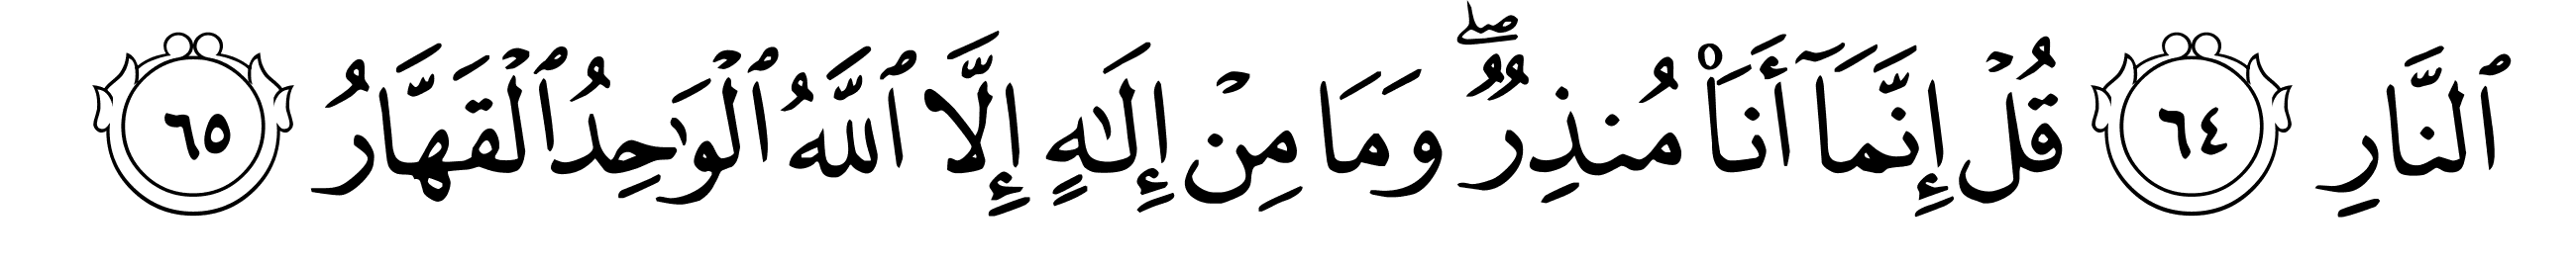 ٱلنَّارِ ٦٤ قُلْ إِنَّمَآ أَنَا۠ مُنذِرٌۖ وَمَا مِنْ إِلَٰهٍ إِلَّا ٱللَّهُ ٱلْوَٰحِدُ ٱلْقَهَّارُ ٦٥